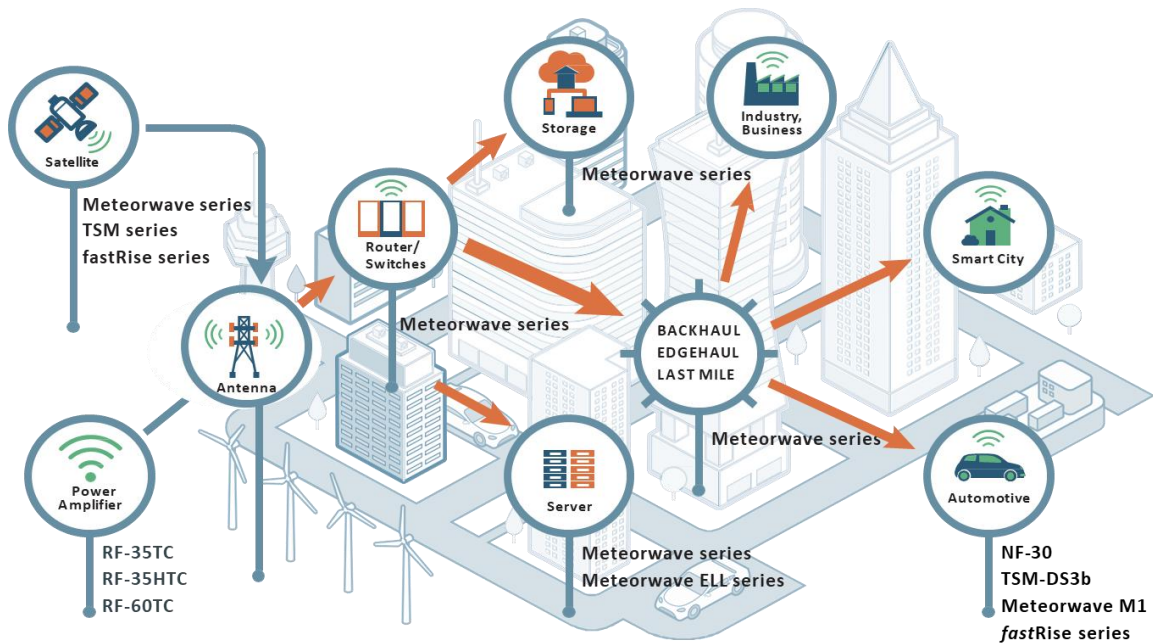 Satellite
Meteorwave series
TSM series
fastRise series
Storage
Meteorwave series
Industry,
Business
Router/
Switches
Meteorwave series
Smart City
Antenna
BACKHAUL
EDGEHAUL
LAST MILE
Meteorwave series
Power
Amplifier
RF-35TC
RF-35HTC
RF-60TC
Server
Meteorwave series
Meteorwave ELL series
Automotive
NF-30
TSM-DS3b
Meteorwave M1
fastRise series